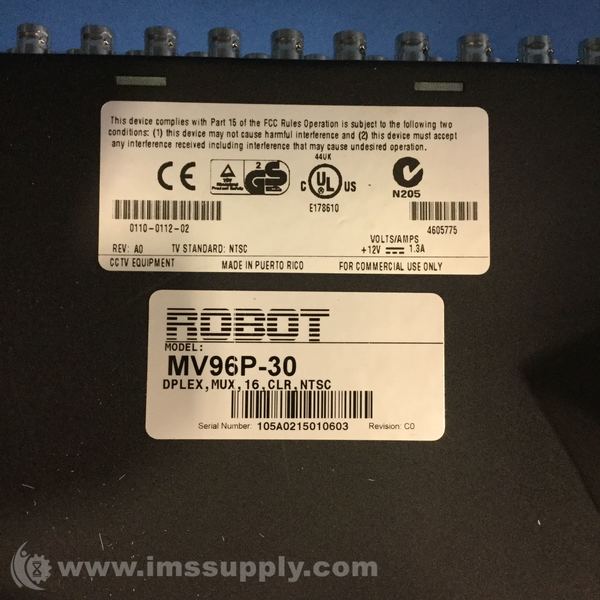 This device complies with Part 15 of the FCC Rules Operation is subject to the following two
conditions: (1) this device may not cause harmful interference and (2) this device must accept
any interference received including interference that may cause undesired operation.
CE
2
GS
44UK
C UL US
E178610
N205
0110-0112-02
4605775
VOLTS/AMPS
REV: A0 TV STANDARD: NTSC +12V 1.3A
CCTV EQUIPMENT MADE IN PUERTO RICO FOR COMMERCIAL USE ONLY
ROBOT
MODEL:
MV96P-30
DPLEX,MUX,16,CLR,NTSC
Serial Number: 105A0215010603 Revision: C0
www.imssupply.com